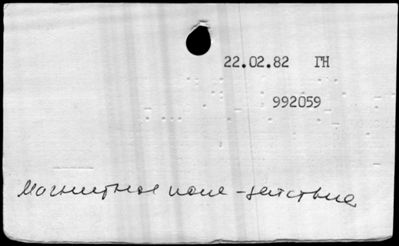 22.02.82 ГН
992059
Магнитное поле - действие